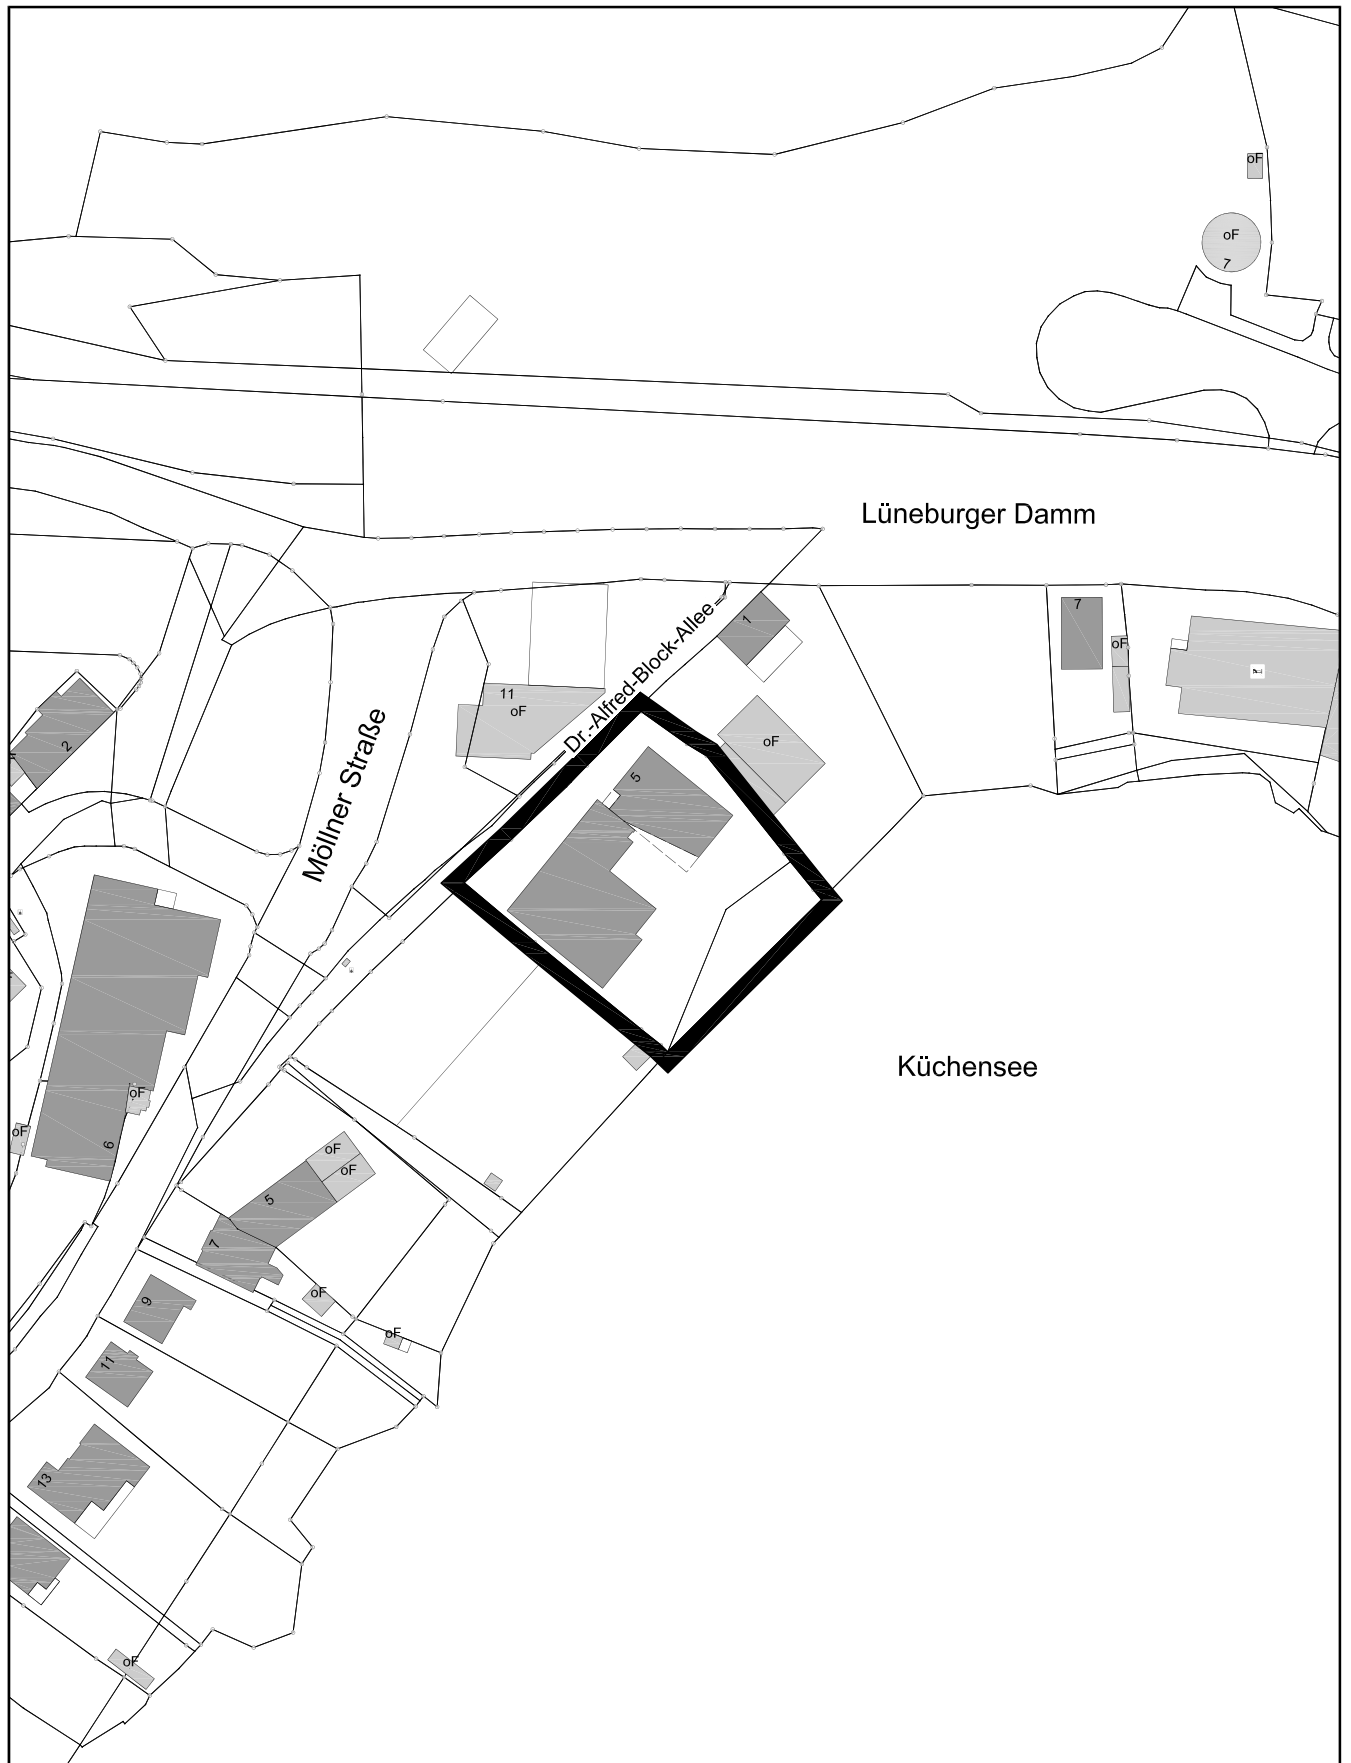 oF
oF
7
Lüneburger Damm
7
oF
1
Dr.-Alfred-Block-Allee
11
oF
oF
2
Möllner Straße
5
Küchensee
oF
oF
6
oF
oF
5
7
oF
9
oF
11
13
oF